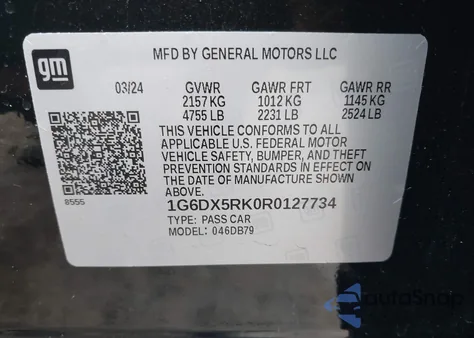 gm
MFD BY GENERAL MOTORS LLC
03/24 GVWR GAWR FRT GAWR RR
2157 KG 1012 KG 1145 KG
4755 LB 2231 LB 2524 LB
THIS VEHICLE CONFORMS TO ALL
APPLICABLE U.S. FEDERAL MOTOR
VEHICLE SAFETY, BUMPER, AND THEFT
PREVENTION STANDARDS IN EFFECT ON
THE DATE OF MANUFACTURE SHOWN
ABOVE.
8555
1G6DX5RK0R0127734
TYPE: PASS CAR
MODEL: 046DB79
autoSnap